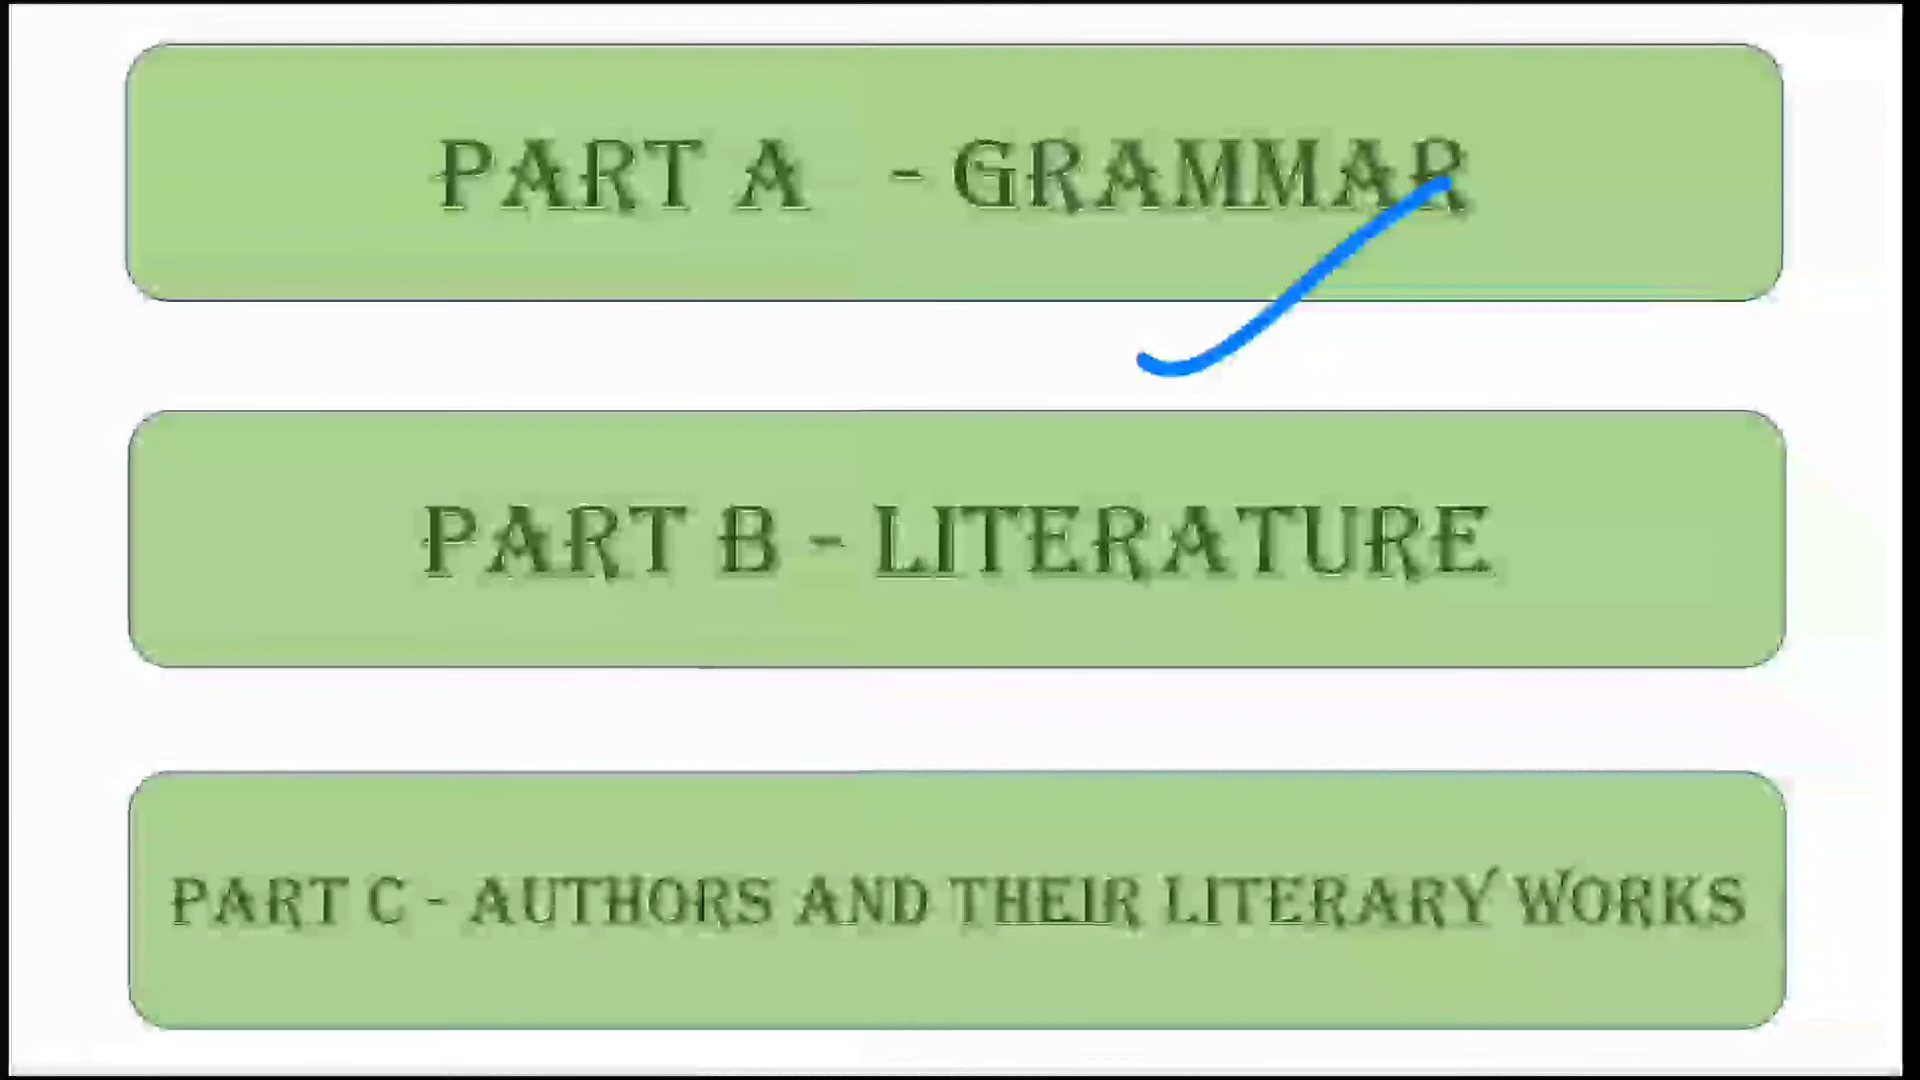 PART A - GRAMMAR
PART B - LITERATURE
PART C - AUTHORS AND THEIR LITERARY WORKS